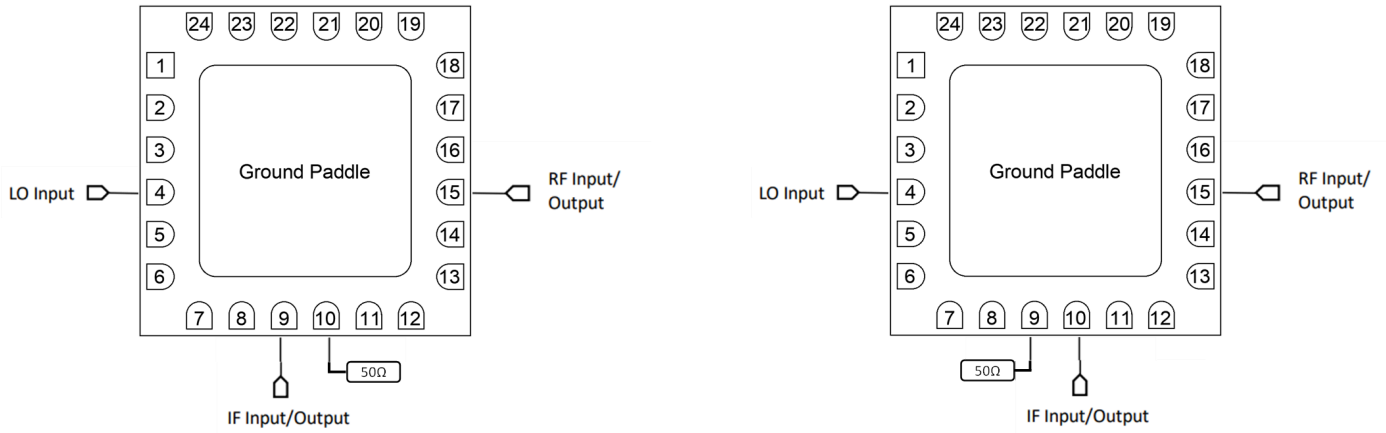 24 23 22 21 20 19
1 18
2 17
3 16
Ground Paddle
LO Input 4 15 RF Input/
Output
5 14
6 13
7 8 9 10 11 12
50Ω
IF Input/Output
24 23 22 21 20 19
1 18
2 17
3 16
Ground Paddle
LO Input 4 15 RF Input/
Output
5 14
6 13
7 8 9 10 11 12
50Ω
IF Input/Output